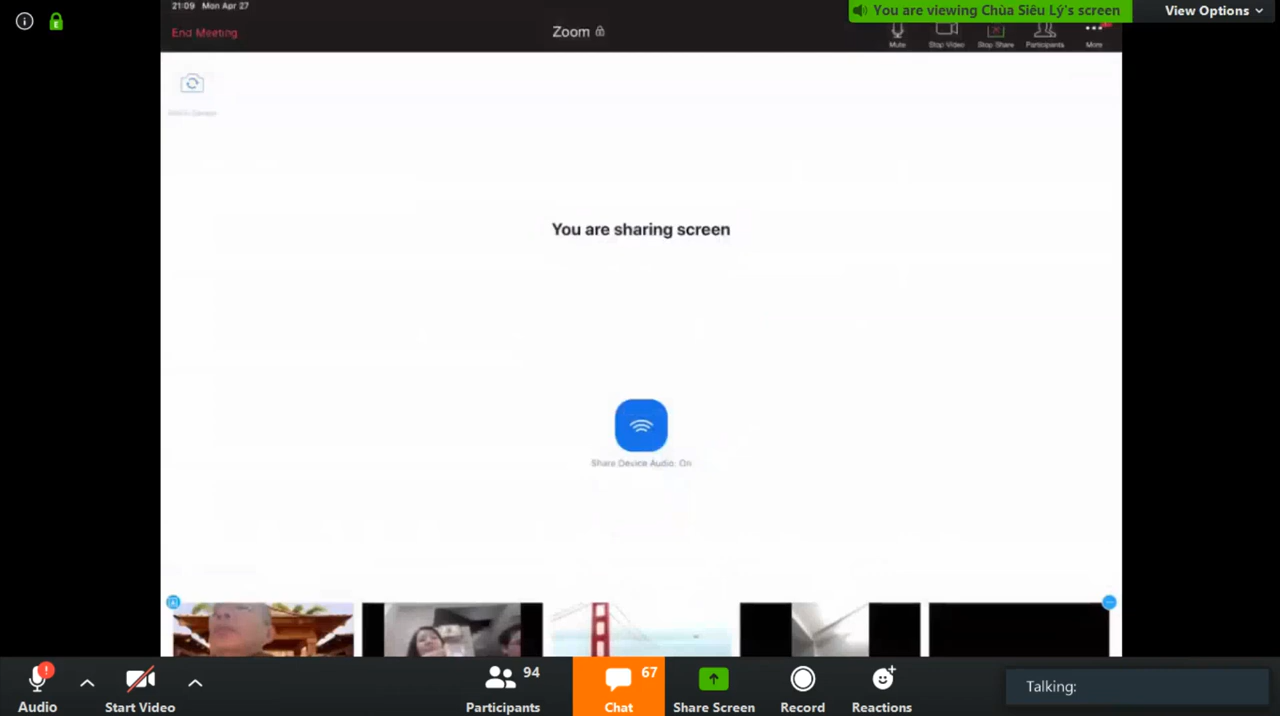 21:09 Mon Apr 27
You are viewing Chùa Siêu Lý's screen
View Options
End Meeting
Zoom
Mute
Stop Video
Stop Share
Participants
More
You are sharing screen
Share Device Audio: On
Audio
Start Video
Participants
94
Chat
67
Share Screen
Record
Reactions
Talking: